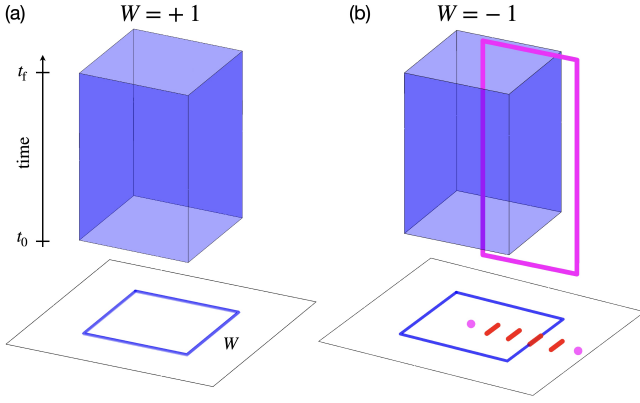 (a) W = + 1
(b) W = − 1
t_f
time
t_0
W